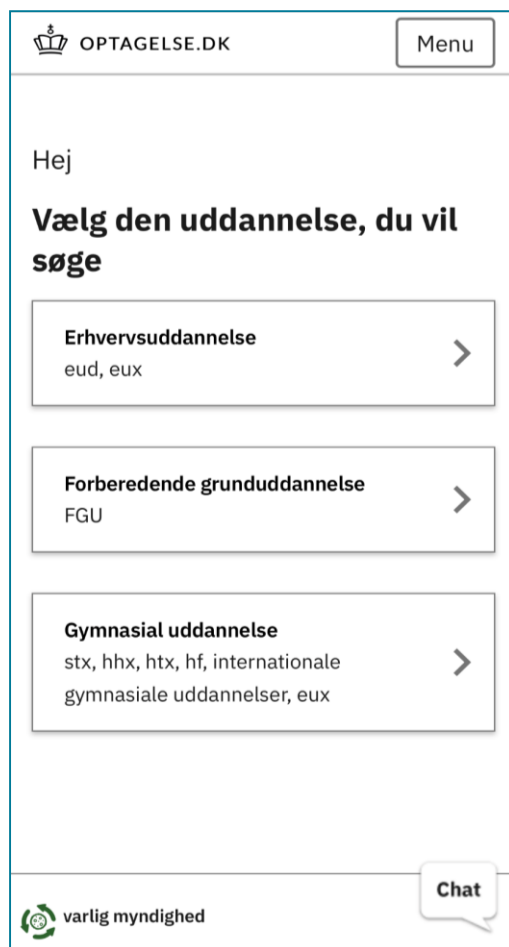 OPTAGELSE.DK
Menu
Hej
Vælg den uddannelse, du vil
søge
Erhvervsuddannelse
eud, eux
Forberedende grunduddannelse
FGU
Gymnasial uddannelse
stx, hhx, htx, hf, internationale
gymnasiale uddannelser, eux
Chat
varlig myndighed